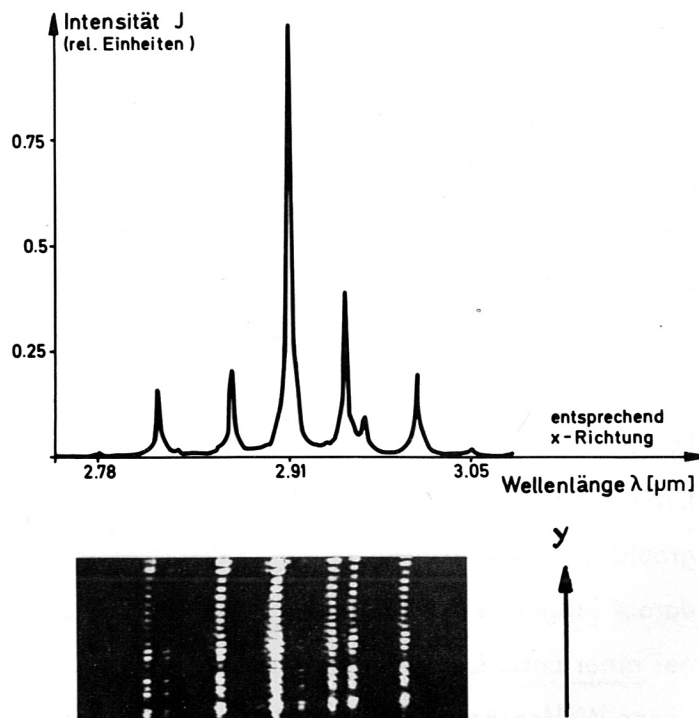 Intensität J
(rel. Einheiten)
0.75
0.5
0.25
entsprechend
x-Richtung
2.78
2.91
3.05
Wellenlänge λ [µm]
y